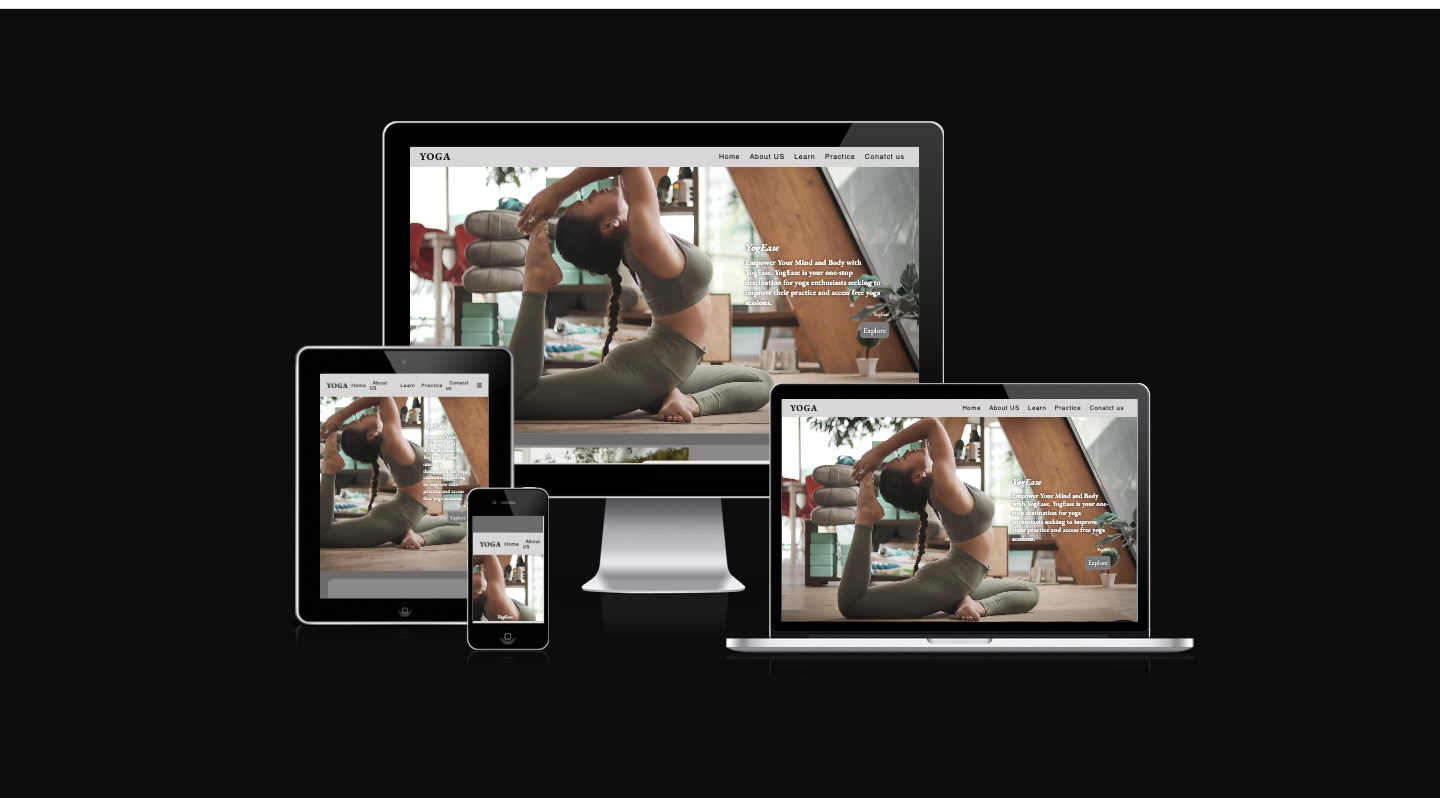 YOGA
Home About US Learn Practice Conatct us
YogEase
Empower Your Mind and Body with
YogEase. YogEase is your one-stop
destination for yoga enthusiasts seeking to
improve their practice and access free yoga
sessions.
YogEase
Explore
YOGA Home About US Learn Practice Conatct us
YogEase
Explore
YOGA Home About US
YogEase
YOGA
Home About US Learn Practice Conatct us
YogEase
Empower Your Mind and Body
with YogEase. YogEase is your one-
stop destination for yoga
enthusiasts seeking to improve
their practice and access free yoga
sessions.
Explore